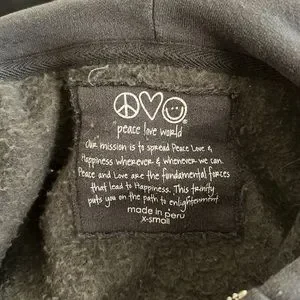 peace love world
Our mission is to spread Peace Love &
Happiness wherever & whenever we can.
Peace and Love are the fundamental forces
that lead to Happiness. This trinity
puts you on the path to enlightenment
made in peru
x-small